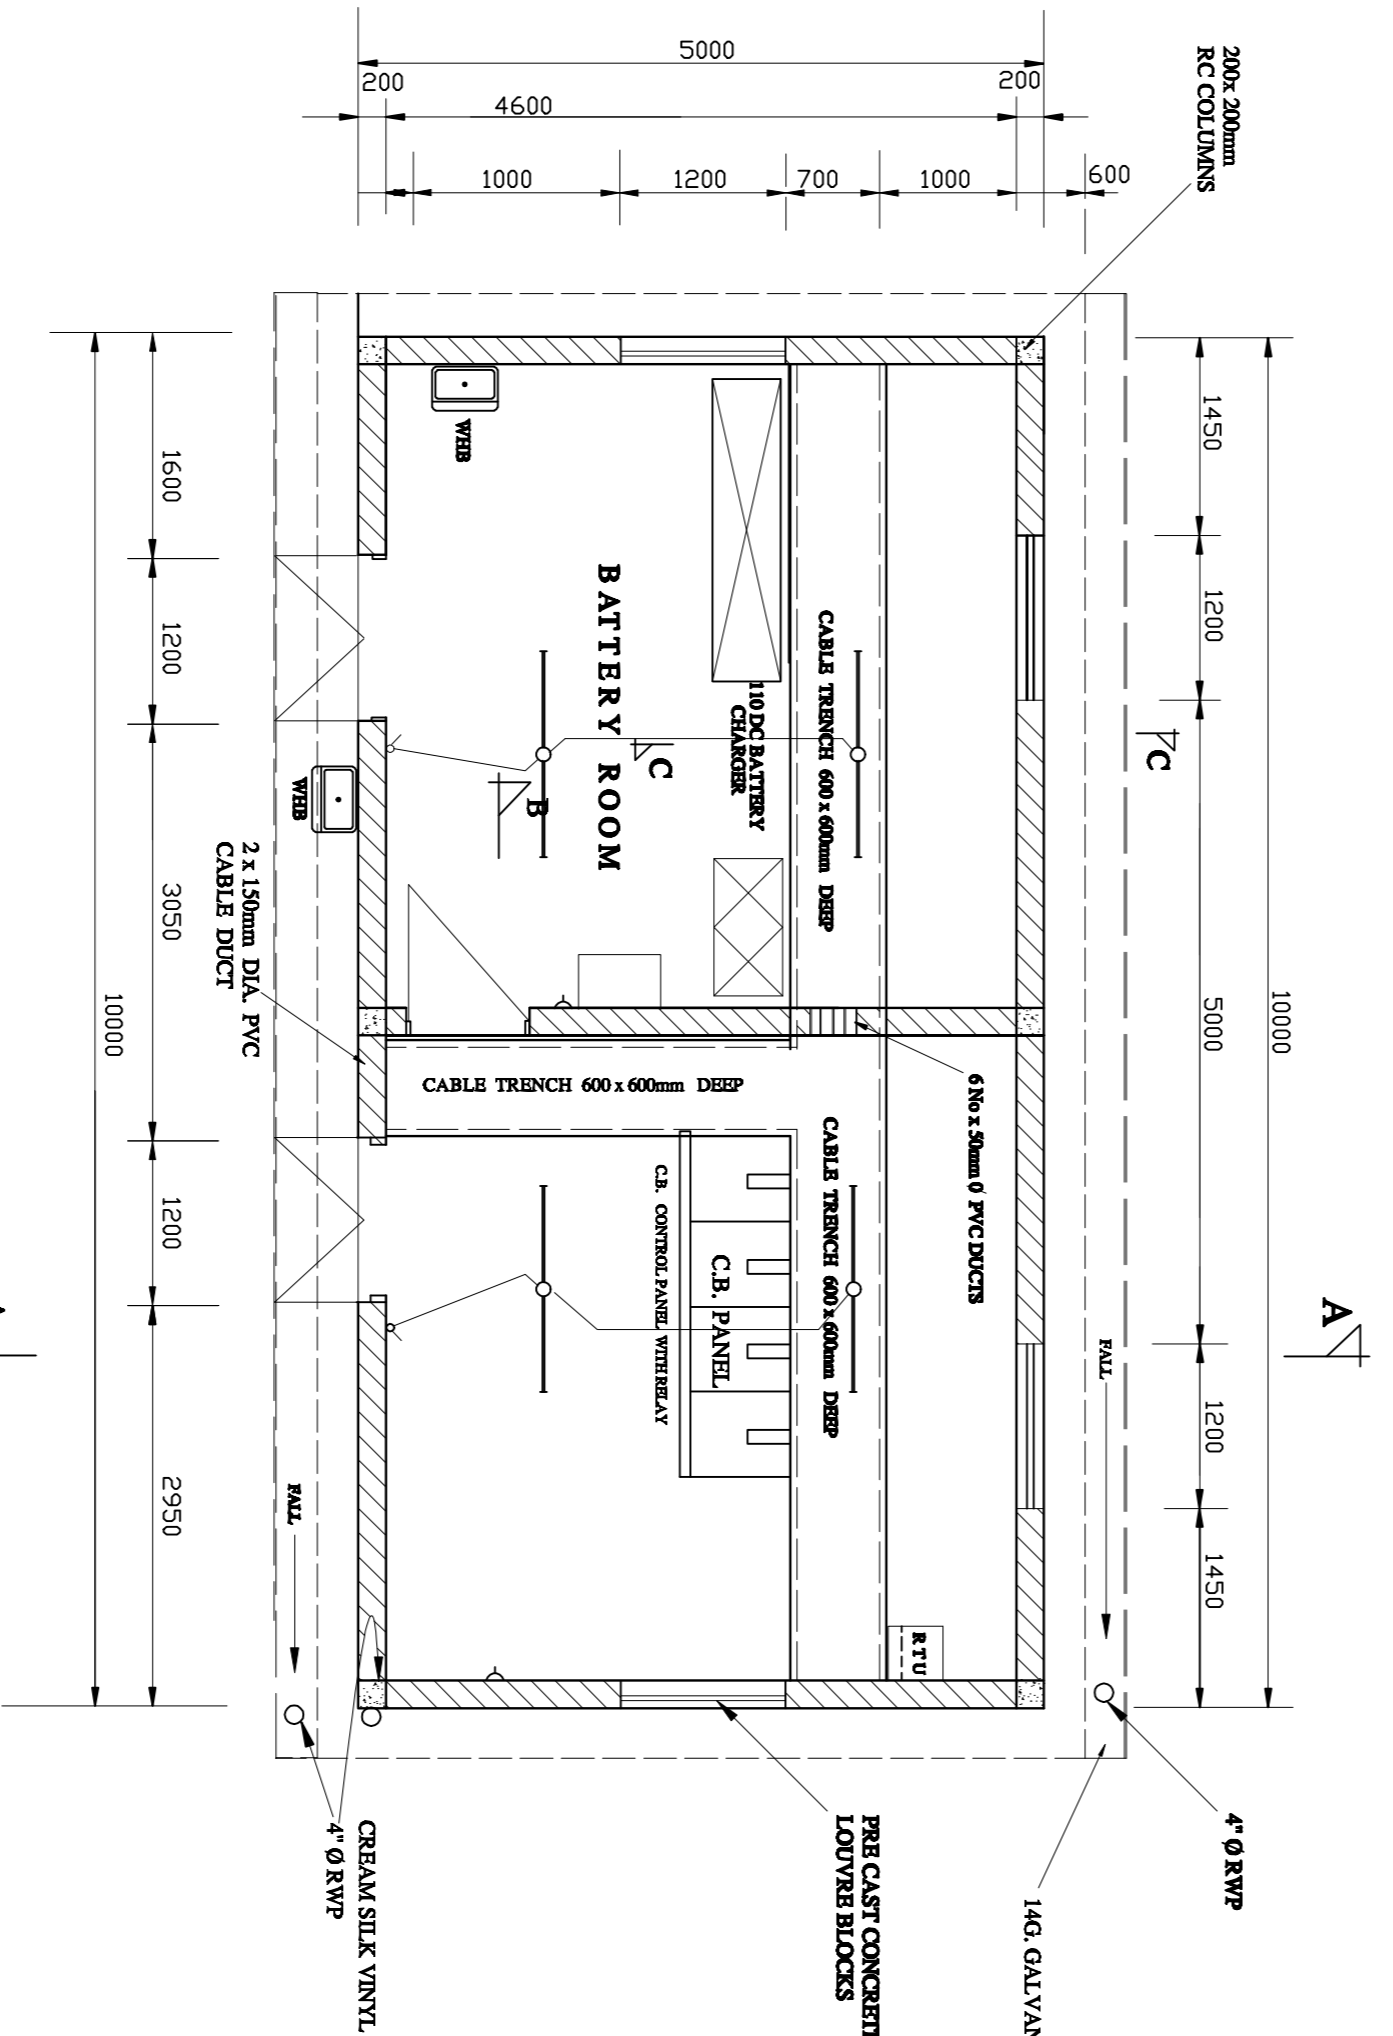 5000
200
4600
200
1000
1200
700
1000
600
200x 200mm
RC COLUMNS
10000
1450
1200
5000
1200
1450
A
C
FALL
4" Ø RWP
14G. GALVAN
WHB
BATTERY ROOM
110 DC BATTERY
CHARGER
CABLE TRENCH 600 x 600mm DEEP
C
B
6 No x 50mm Ø PVC DUCTS
CABLE TRENCH 600 x 600mm DEEP
CABLE TRENCH 600 x 600mm DEEP
C.B. PANEL
C.B. CONTROL PANEL WITH RELAY
RTU
PRE CAST CONCRET
LOUVRE BLOCKS
WHB
2 x 150mm DIA. PVC
CABLE DUCT
FALL
CREAM SILK VINYL
4" Ø RWP
1600
1200
3050
1200
2950
10000